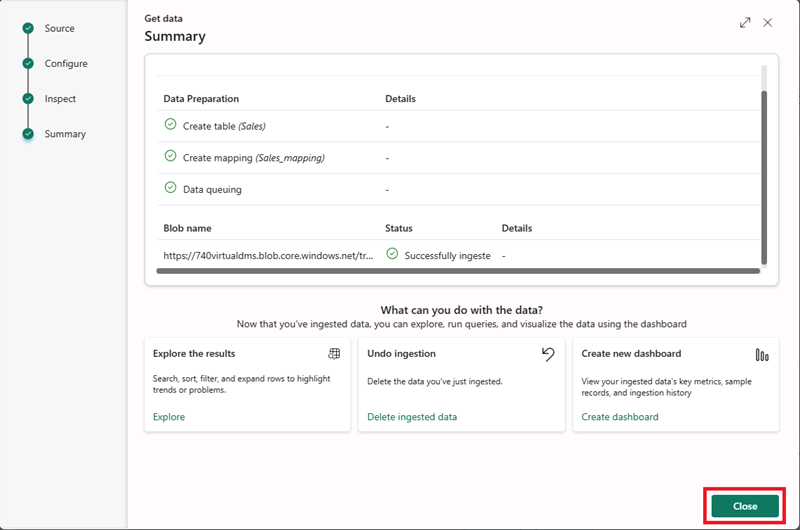 Source
Configure
Inspect
Summary
Get data
Summary
Data Preparation Details
Create table (Sales) -
Create mapping (Sales_mapping) -
Data queuing -
Blob name Status Details
https://740virtualdms.blob.core.windows.net/tr... Successfully ingeste -
What can you do with the data?
Now that you've ingested data, you can explore, run queries, and visualize the data using the dashboard
Explore the results
Search, sort, filter, and expand rows to highlight
trends or problems.
Explore
Undo ingestion
Delete the data you've just ingested.
Delete ingested data
Create new dashboard
View your ingested data's key metrics, sample
records, and ingestion history
Create dashboard
Close